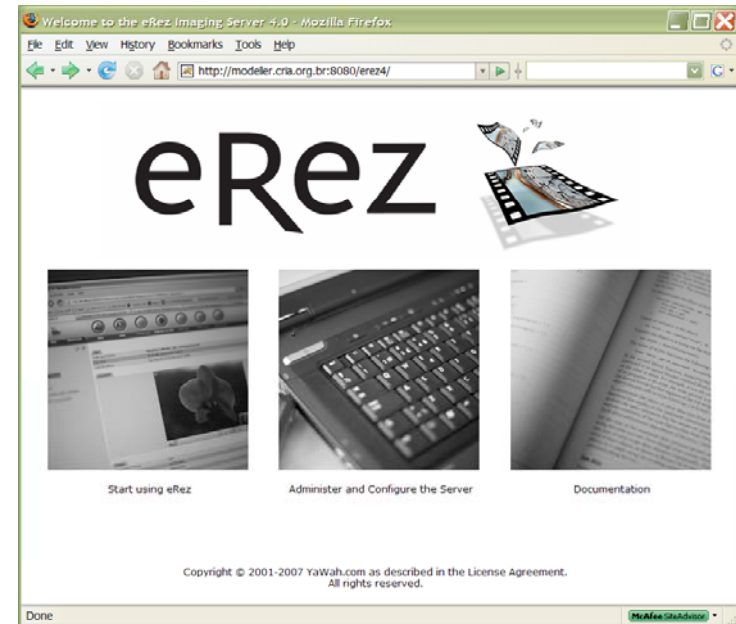 Welcome to the eRez Imaging Server 4.0 - Mozilla Firefox
File Edit View History Bookmarks Tools Help
http://modeler.cria.org.br:8080/erez4/
eRez
Start using eRez
Administer and Configure the Server
Documentation
Copyright © 2001-2007 YaWah.com as described in the License Agreement.
All rights reserved.
Done
McAfee SiteAdvisor